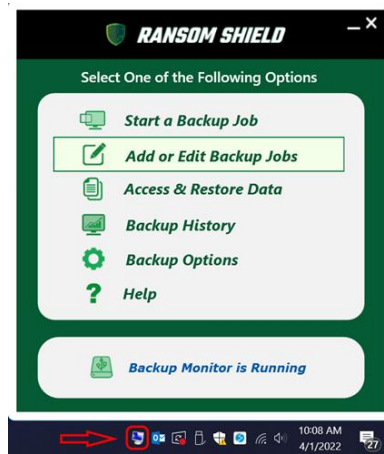 RANSOM SHIELD
Select One of the Following Options
Start a Backup Job
Add or Edit Backup Jobs
Access & Restore Data
Backup History
Backup Options
? Help
Backup Monitor is Running
10:08 AM
4/1/2022
27